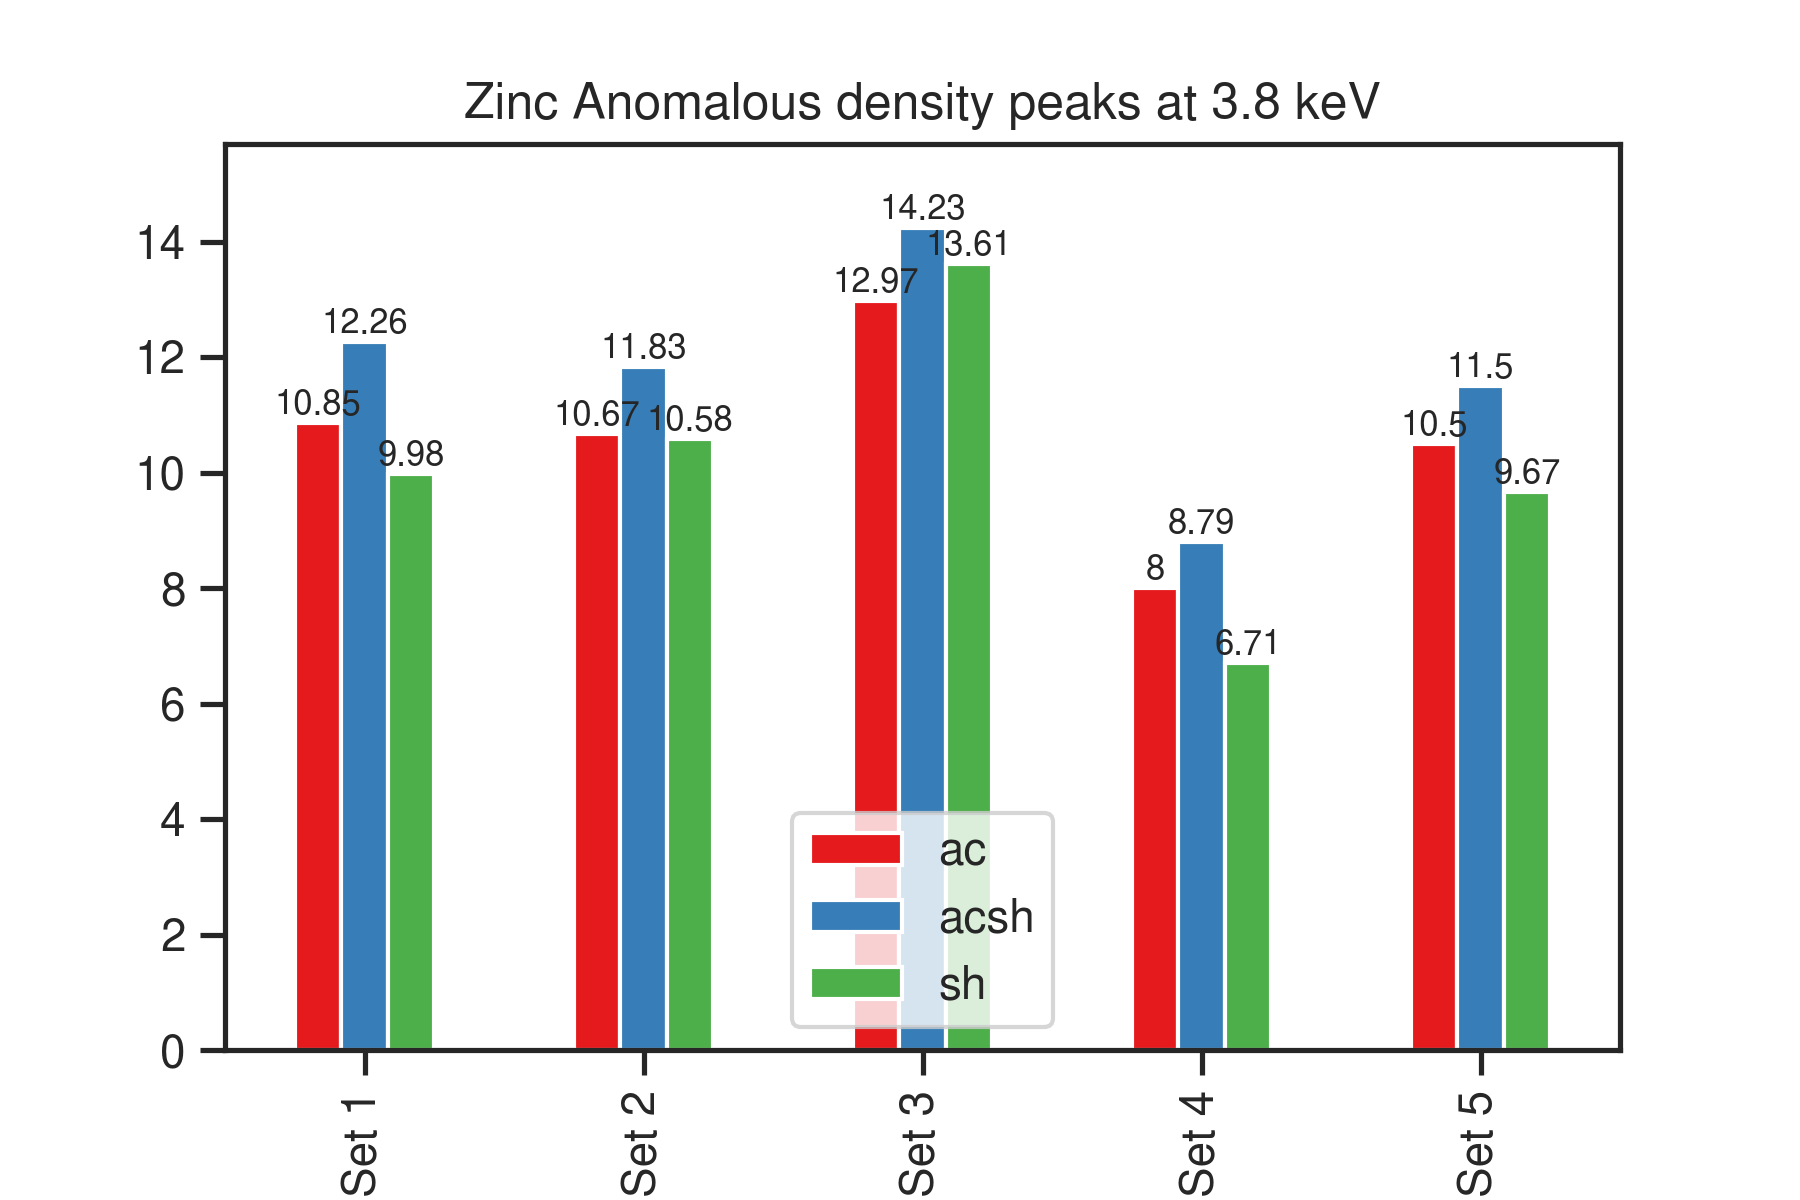 Zinc Anomalous density peaks at 3.8 keV
14
12
10
8
6
4
2
0
10.85
12.26
9.98
10.67
11.83
10.58
12.97
14.23
13.61
8
8.79
6.71
10.5
11.5
9.67
ac
acsh
sh
Set 1
Set 2
Set 3
Set 4
Set 5